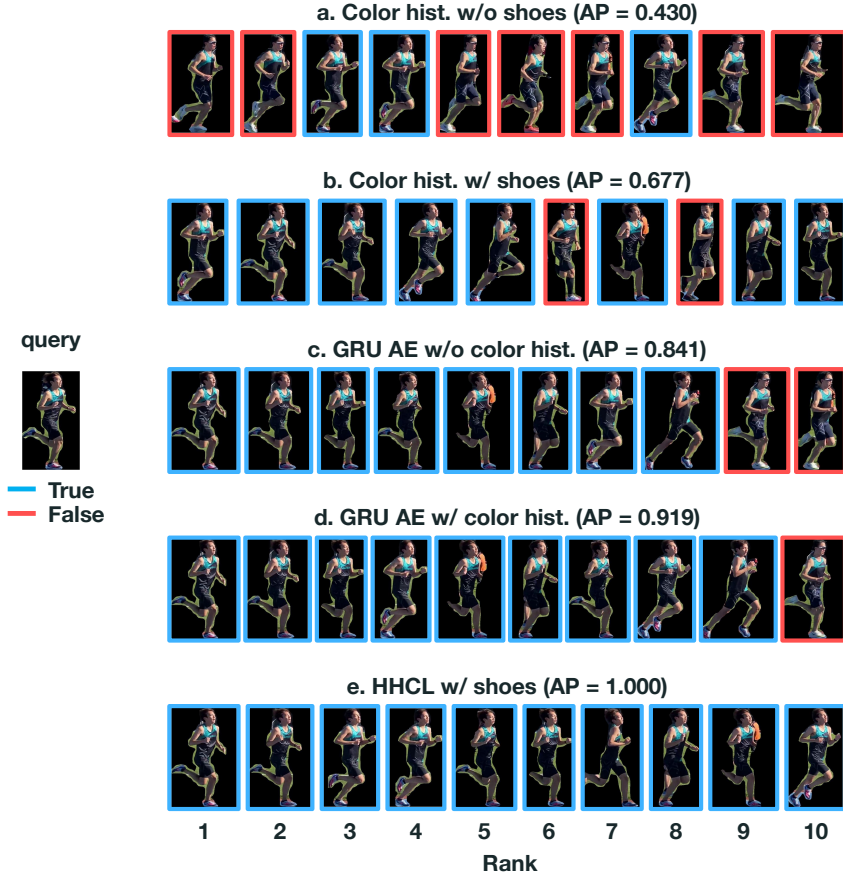 a. Color hist. w/o shoes (AP = 0.430)
b. Color hist. w/ shoes (AP = 0.677)
query
c. GRU AE w/o color hist. (AP = 0.841)
True
False
d. GRU AE w/ color hist. (AP = 0.919)
e. HHCL w/ shoes (AP = 1.000)
1 2 3 4 5 6 7 8 9 10
Rank